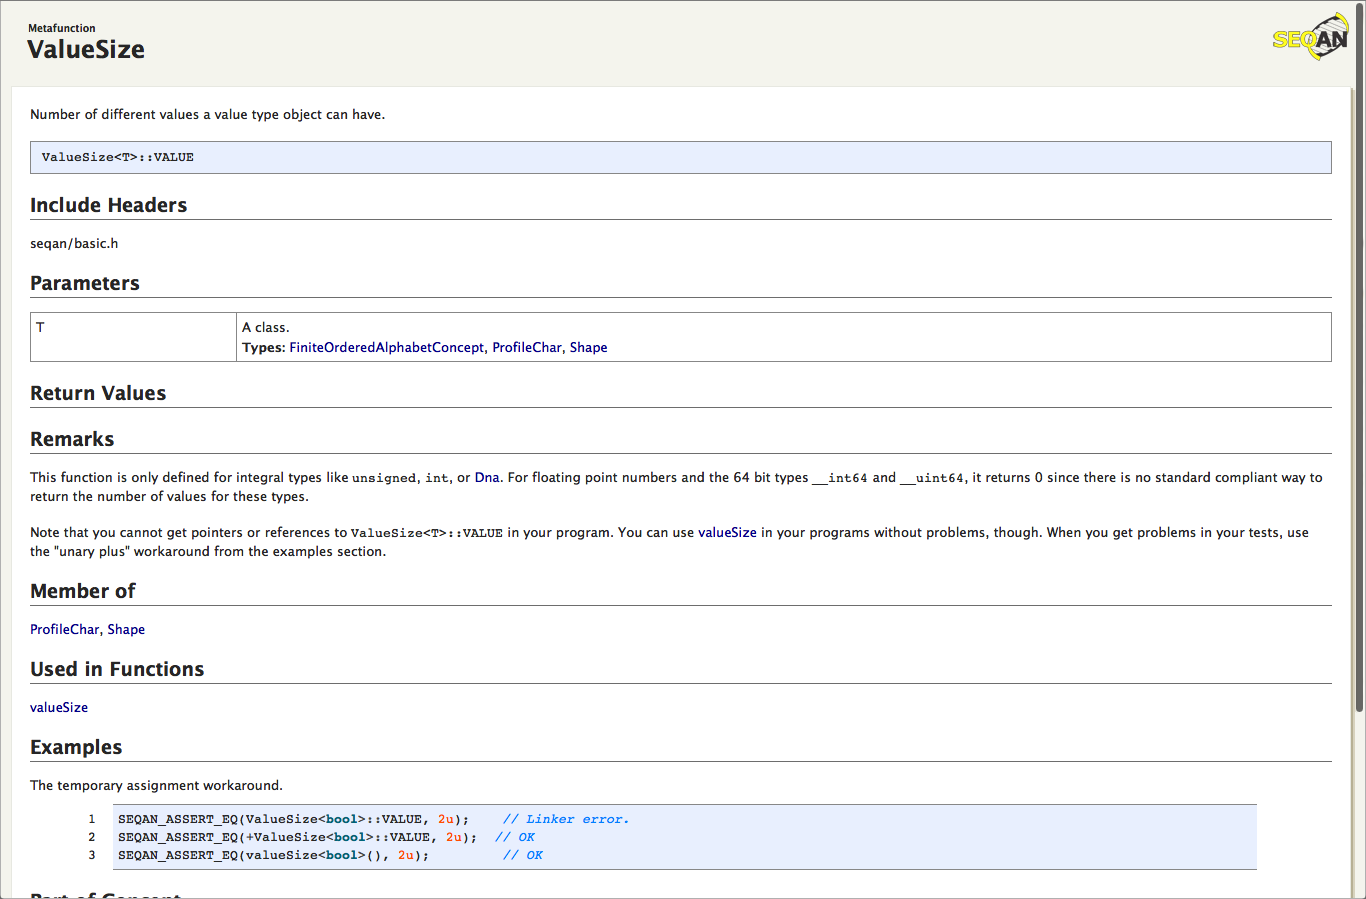 Metafunction
ValueSize
SEQAN
Number of different values a value type object can have.
ValueSize<T>::VALUE
Include Headers
seqan/basic.h
Parameters
T
A class.
Types: FiniteOrderedAlphabetConcept, ProfileChar, Shape
Return Values
Remarks
This function is only defined for integral types like unsigned, int, or Dna. For floating point numbers and the 64 bit types __int64 and __uint64, it returns 0 since there is no standard compliant way to
return the number of values for these types.
Note that you cannot get pointers or references to ValueSize<T>::VALUE in your program. You can use valueSize in your programs without problems, though. When you get problems in your tests, use
the "unary plus" workaround from the examples section.
Member of
ProfileChar, Shape
Used in Functions
valueSize
Examples
The temporary assignment workaround.
1 SEQAN_ASSERT_EQ(ValueSize<bool>::VALUE, 2u); // Linker error.
2 SEQAN_ASSERT_EQ(+ValueSize<bool>::VALUE, 2u); // OK
3 SEQAN_ASSERT_EQ(valueSize<bool>(), 2u); // OK
Part of Concept